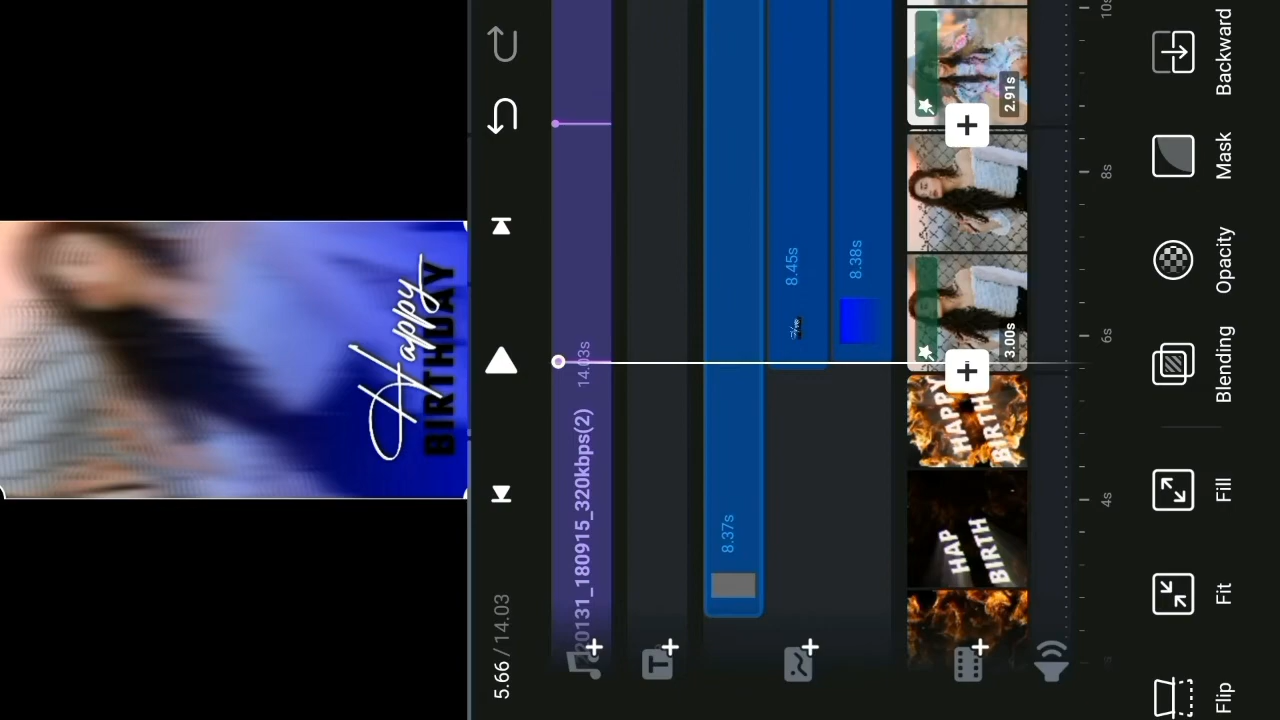 Happy
BIRTHDAY
5.66 / 14.03
20131_180915_320kbps(2)
14.03s
8.37s
8.45s
8.38s
HAP
BIRTH
HAPPY
BIRTH
3.00s
2.91s
4s
6s
8s
10s
Flip
Fit
Fill
Blending
Opacity
Mask
Backward